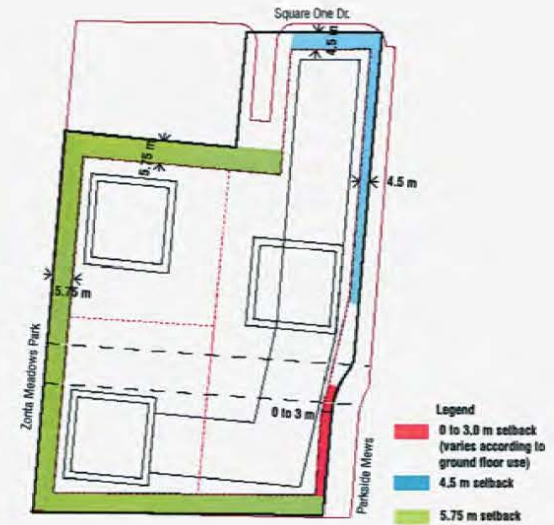 Square One Dr.
4.5 m
5.75 m
4.5 m
5.75 m
Zonta Meadows Park
0 to 3 m
Parkside Mews
Legend
0 to 3.0 m setback
(varies according to
ground floor use)
4.5 m setback
5.75 m setback